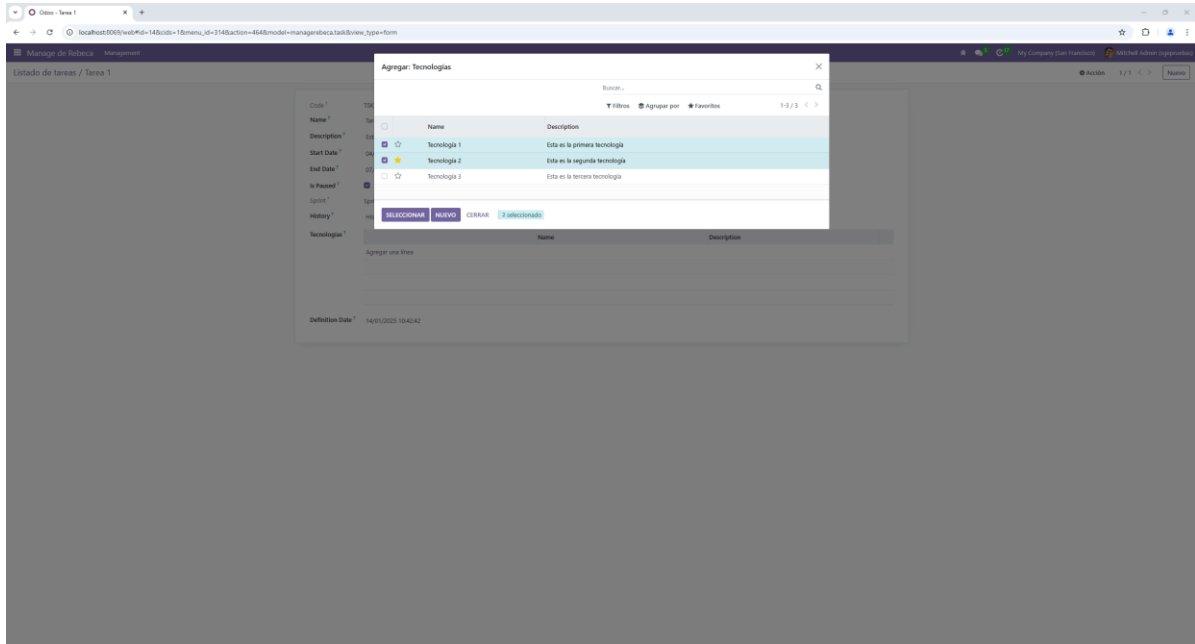 Odoo - Tarea 1
localhost:8069/web#id=14&cids=1&menu_id=314&action=464&model=managerebeca.task&view_type=form
Manage de Rebeca Management My Company (San Francisco) Mitchell Admin
Listado de tareas / Tarea 1 Acción 1/1 Nuevo
Agregar: Tecnologías
Buscar...
Filtros Agrupar por Favoritos 1-3 / 3
Name Description
Tecnología 1 Esta es la primera tecnología
Tecnología 2 Esta es la segunda tecnología
Tecnología 3 Esta es la tercera tecnología
SELECCIONAR NUEVO CERRAR 2 seleccionado
Code ?
Name ?
Description ?
Start Date ?
End Date ?
Is Paused ?
Sprint ?
History ?
Tecnologías ? Name Description
Agregar una línea
Definition Date ? 14/01/2025 10:42:42